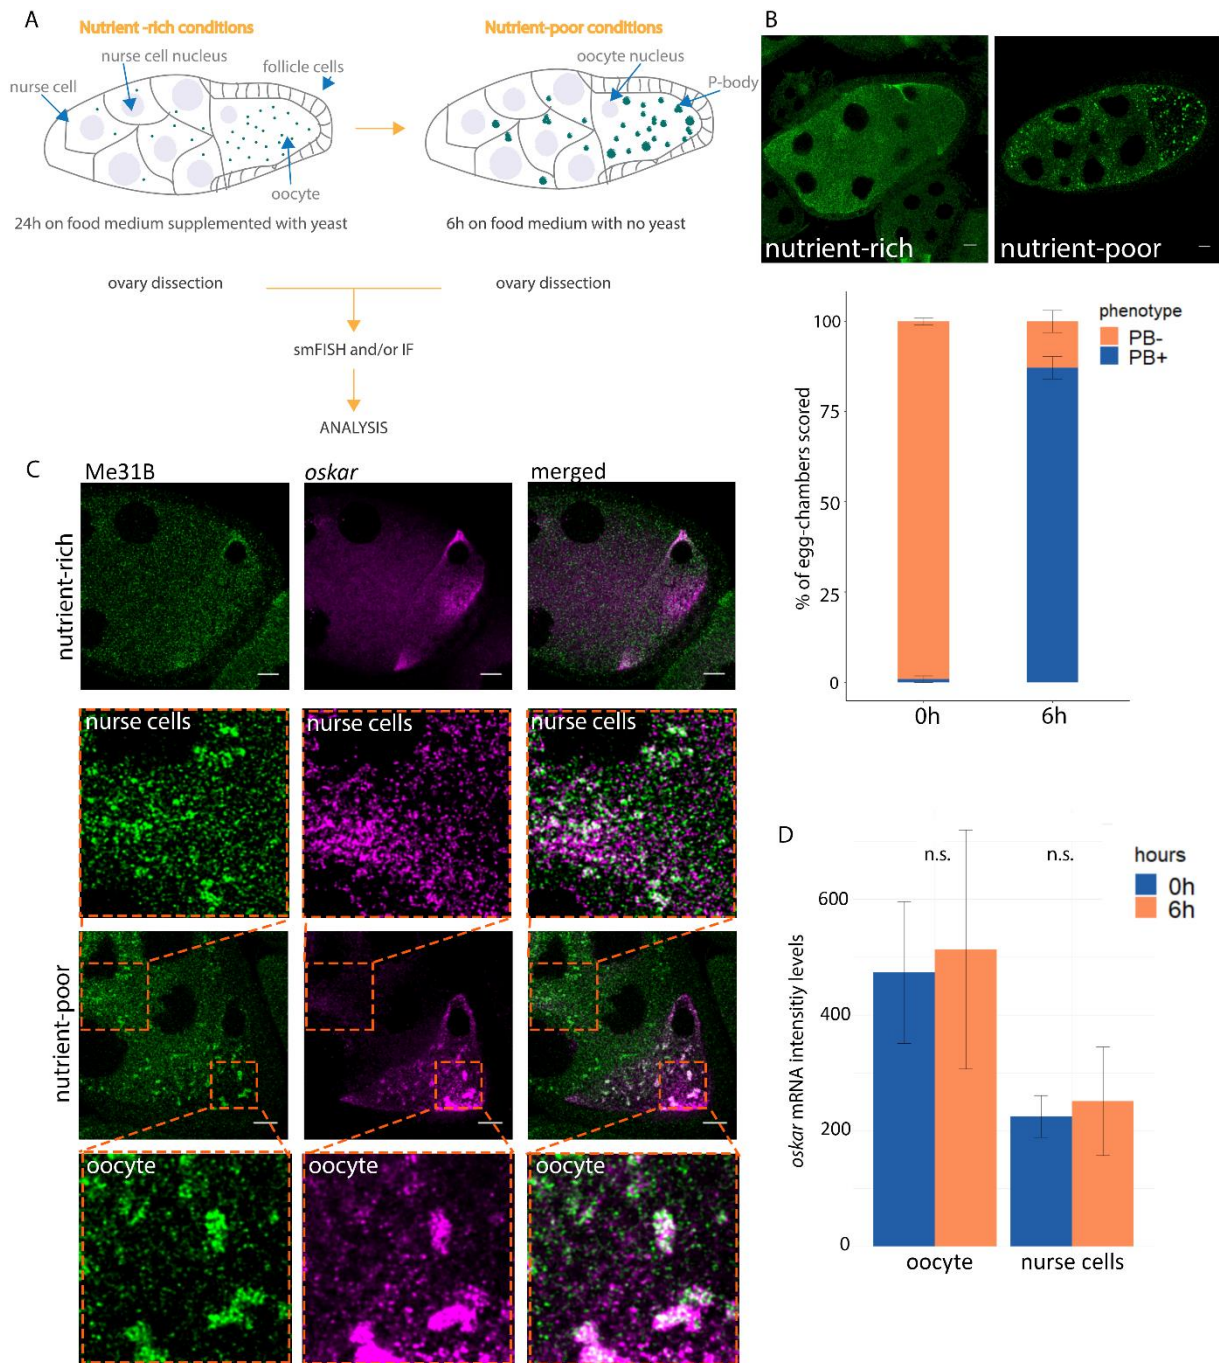 A
Nutrient -rich conditions
Nutrient-poor conditions
nurse cell nucleus
follicle cells
nurse cell
oocyte
oocyte nucleus
P-body
24h on food medium supplemented with yeast
6h on food medium with no yeast
ovary dissection
ovary dissection
smFISH and/or IF
ANALYSIS
B
nutrient-rich
nutrient-poor
phenotype
PB-
PB+
% of egg-chambers scored
100
75
50
25
0
0h
6h
C
Me31B
oskar
merged
nutrient-rich
nurse cells
nurse cells
nurse cells
nutrient-poor
oocyte
oocyte
oocyte
D
n.s.
n.s.
hours
0h
6h
oskar mRNA intensitiy levels
600
400
200
0
oocyte
nurse cells